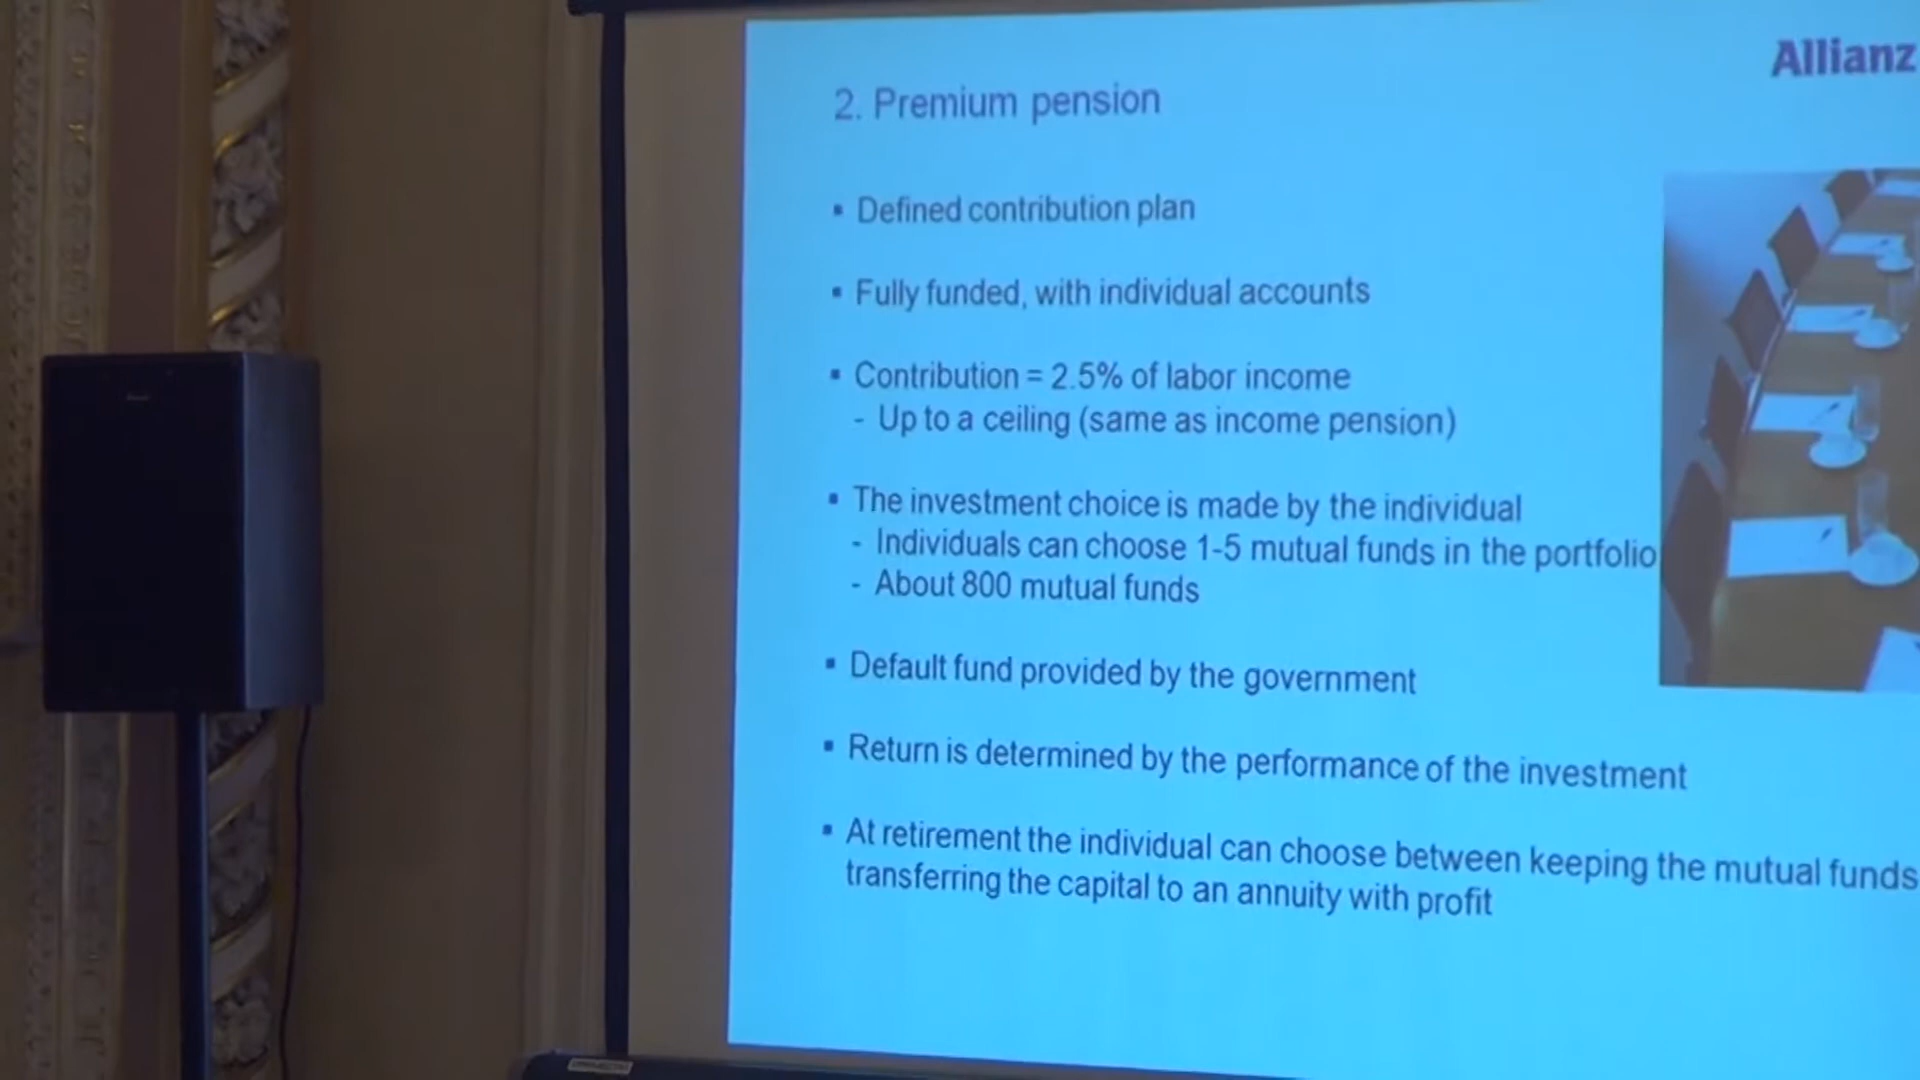 Allianz
2. Premium pension
▪ Defined contribution plan
▪ Fully funded, with individual accounts
▪ Contribution = 2.5% of labor income
- Up to a ceiling (same as income pension)
▪ The investment choice is made by the individual
- Individuals can choose 1-5 mutual funds in the portfolio
- About 800 mutual funds
▪ Default fund provided by the government
▪ Return is determined by the performance of the investment
▪ At retirement the individual can choose between keeping the mutual funds
transferring the capital to an annuity with profit